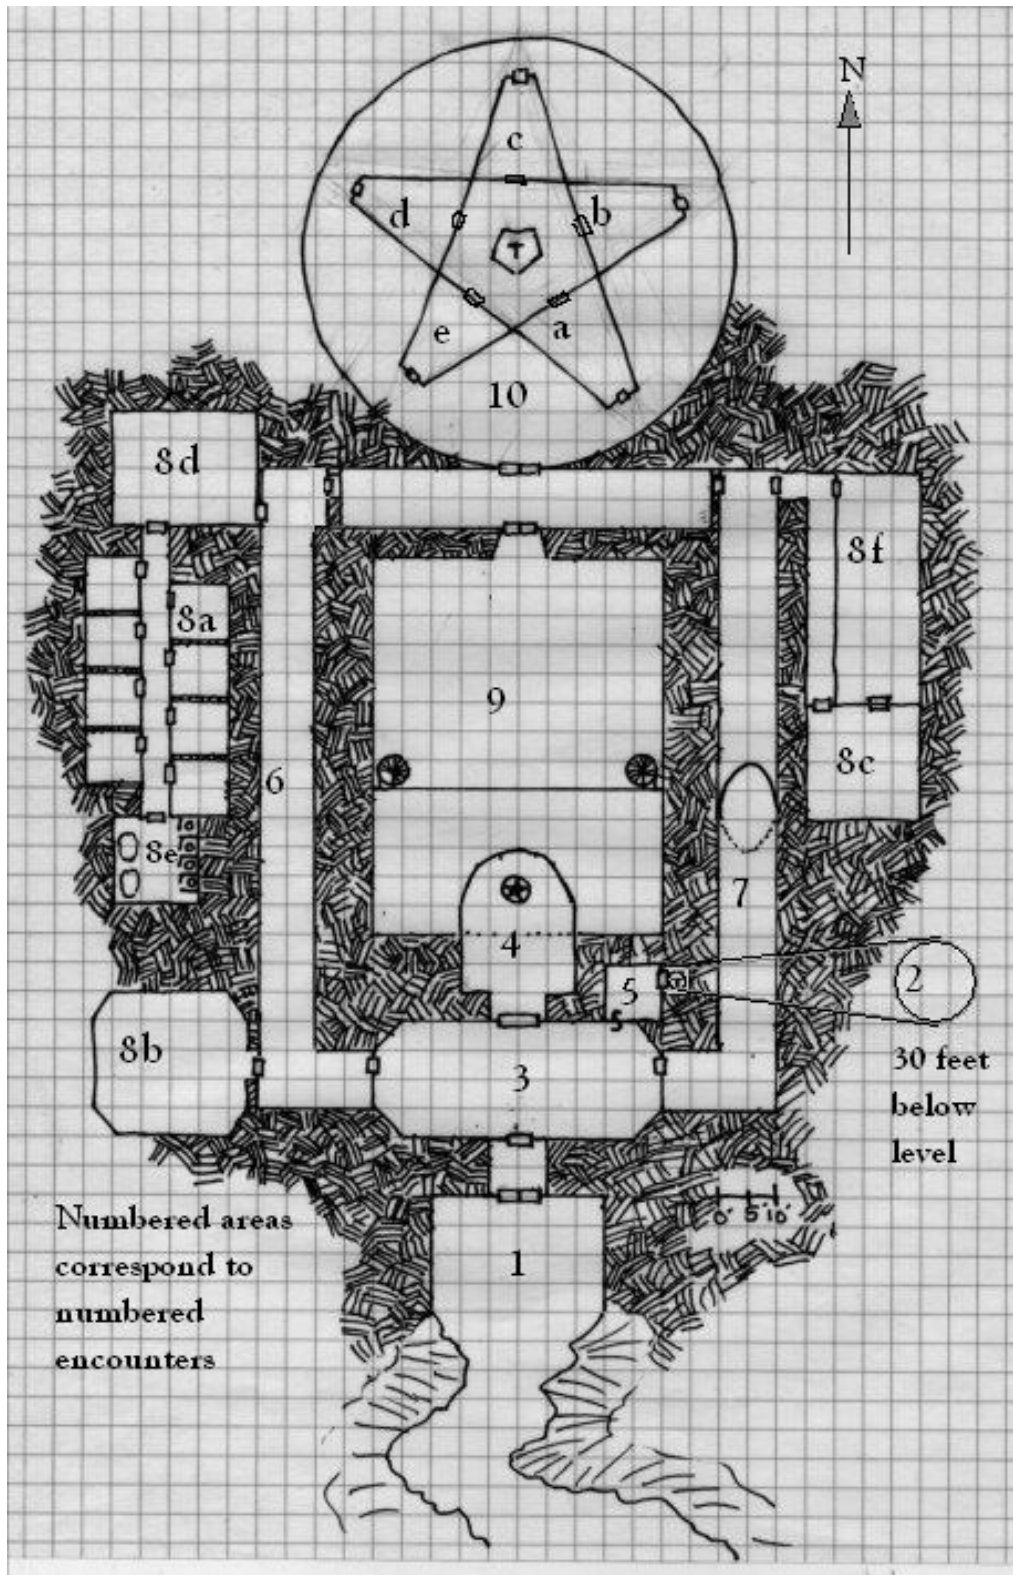 N
c
d
b
T
e
a
10
8d
8f
8a
9
8c
6
8e
7
4
2
5
S
8b
3
30 feet
below
level
0' 5' 10'
Numbered areas
correspond to
numbered
encounters
1